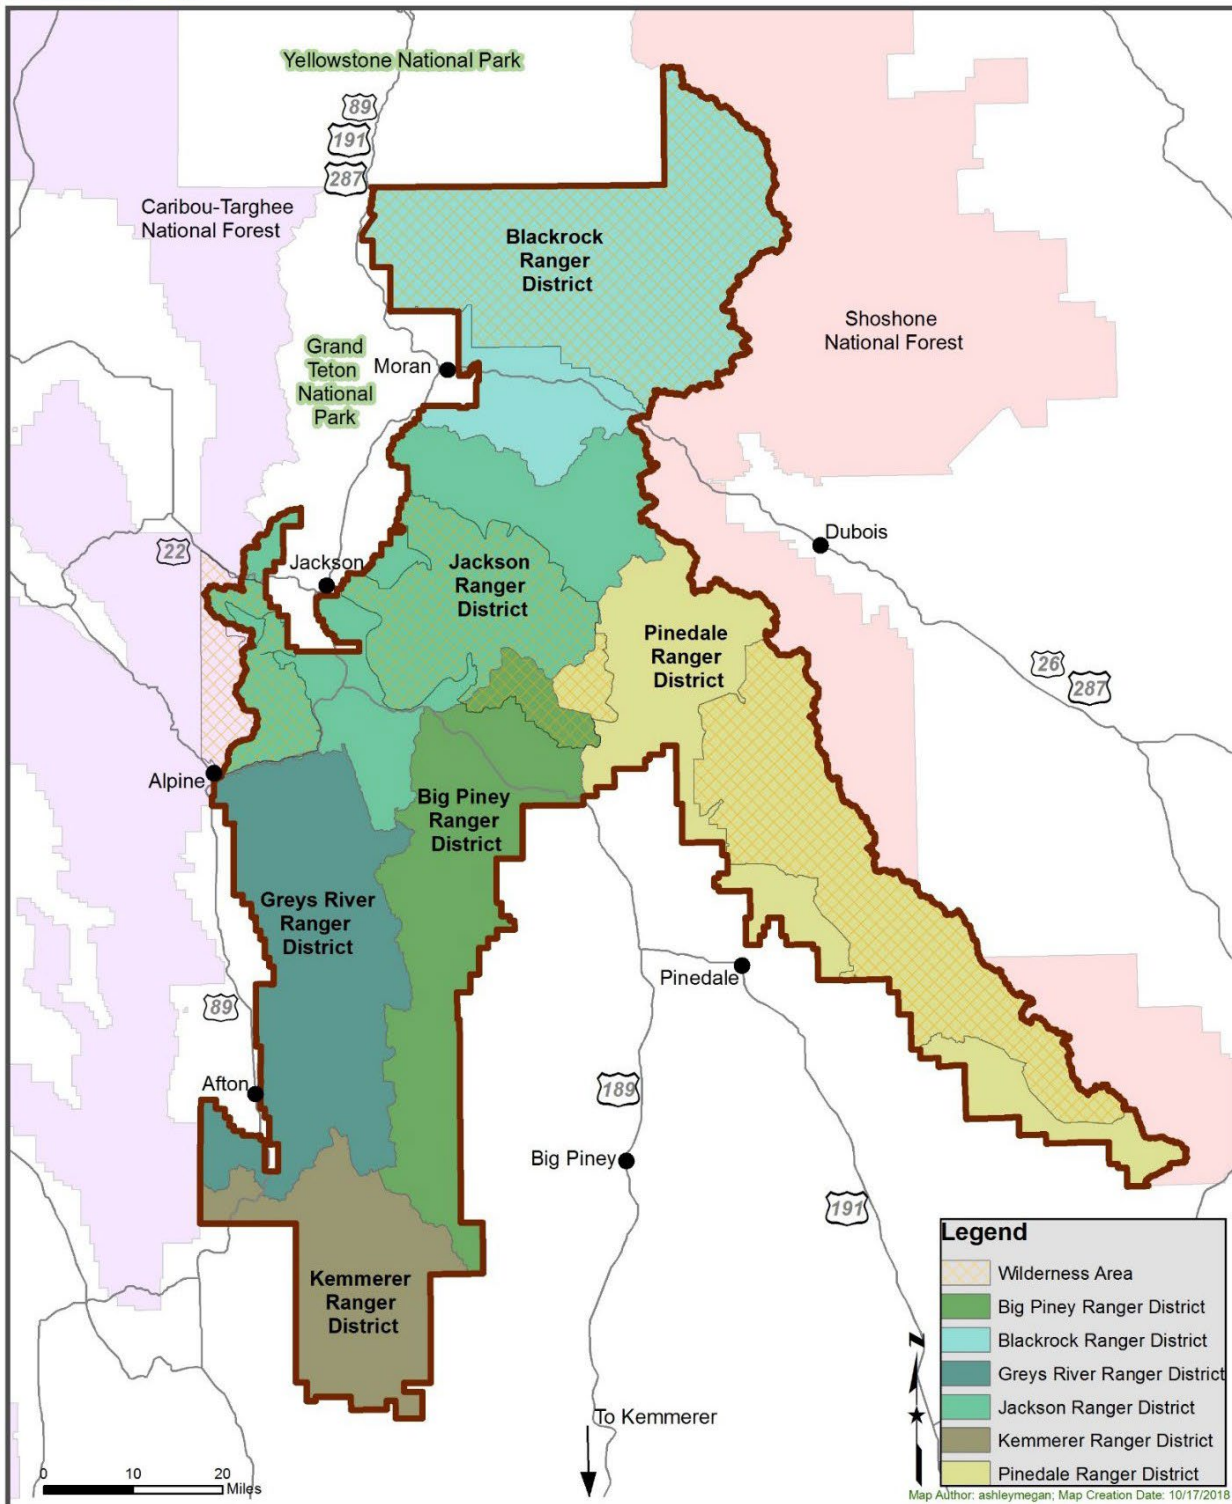 Yellowstone National Park
89
191
287
Caribou-Targhee
National Forest
Blackrock
Ranger
District
Shoshone
National Forest
Grand
Teton
National
Park
Moran
22
Jackson
Dubois
Jackson
Ranger
District
Pinedale
Ranger
District
26
287
Alpine
Big Piney
Ranger
District
Greys River
Ranger
District
Pinedale
89
Afton
189
Big Piney
191
Kemmerer
Ranger
District
To Kemmerer
Legend
Wilderness Area
Big Piney Ranger District
Blackrock Ranger District
Greys River Ranger District
Jackson Ranger District
Kemmerer Ranger District
Pinedale Ranger District
N
0 10 20
Miles
Map Author: ashleymegan; Map Creation Date: 10/17/2018